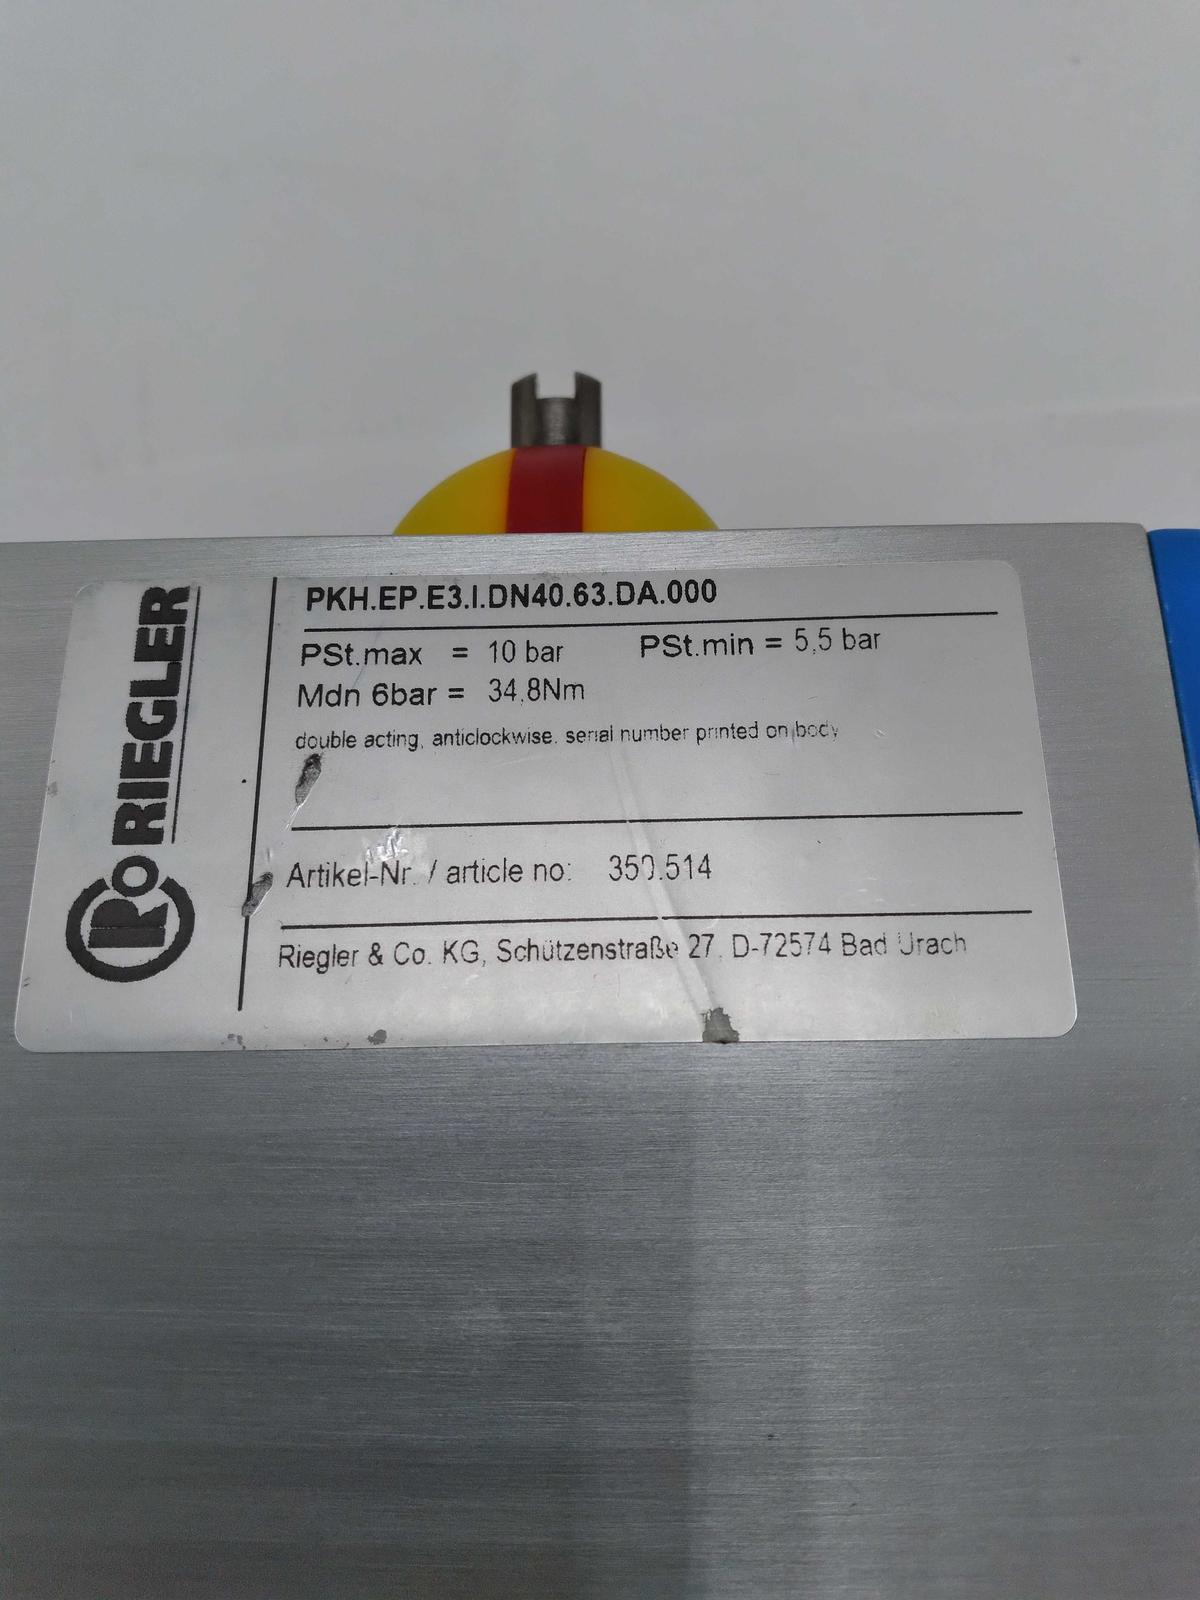 RIEGLER
PKH.EP.E3.I.DN40.63.DA.000
PSt.max = 10 bar PSt.min = 5,5 bar
Mdn 6bar = 34,8Nm
double acting, anticlockwise. serial number printed on body
Artikel-Nr. / article no: 350.514
Riegler & Co. KG, Schützenstraße 27, D-72574 Bad Urach